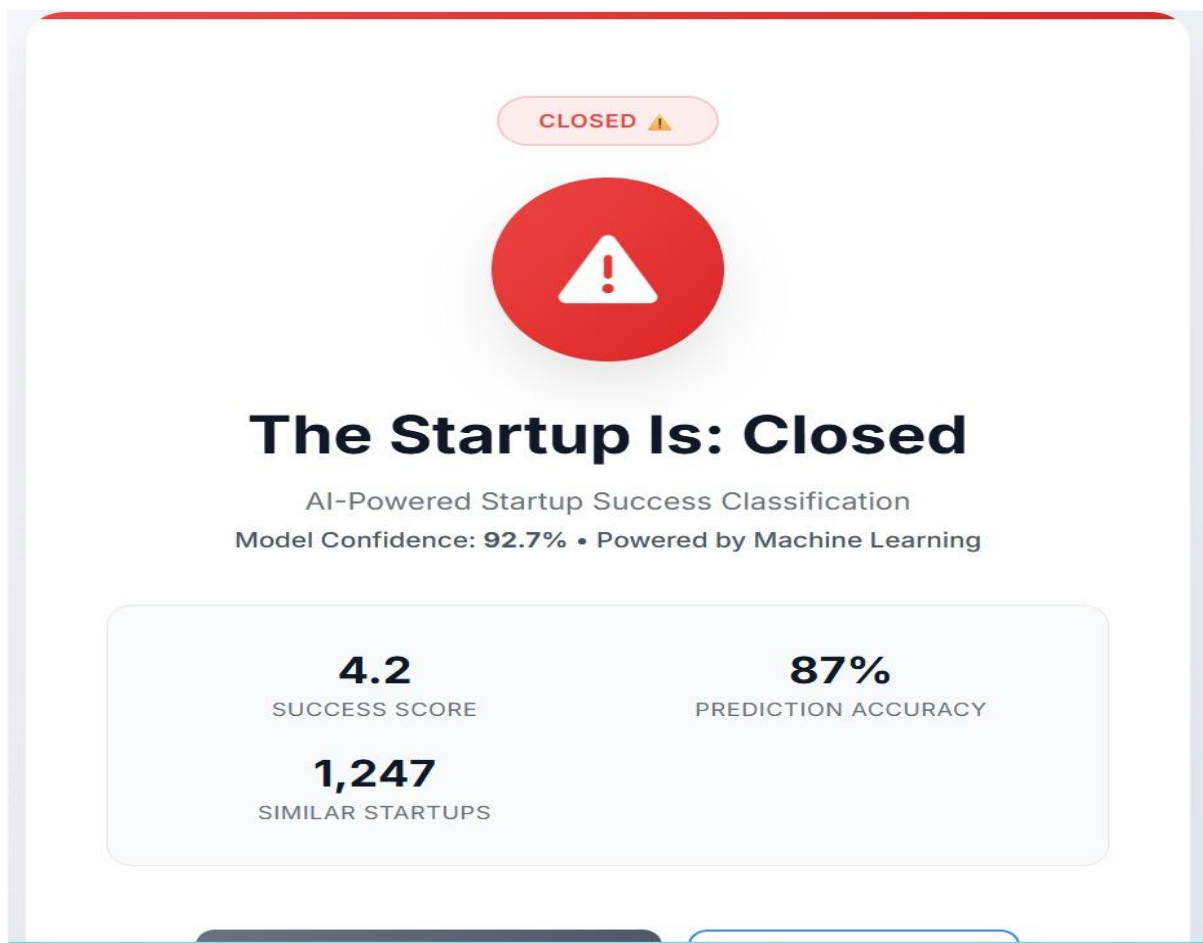 CLOSED ⚠️
The Startup Is: Closed
AI-Powered Startup Success Classification
Model Confidence: 92.7% • Powered by Machine Learning
4.2
SUCCESS SCORE
87%
PREDICTION ACCURACY
1,247
SIMILAR STARTUPS